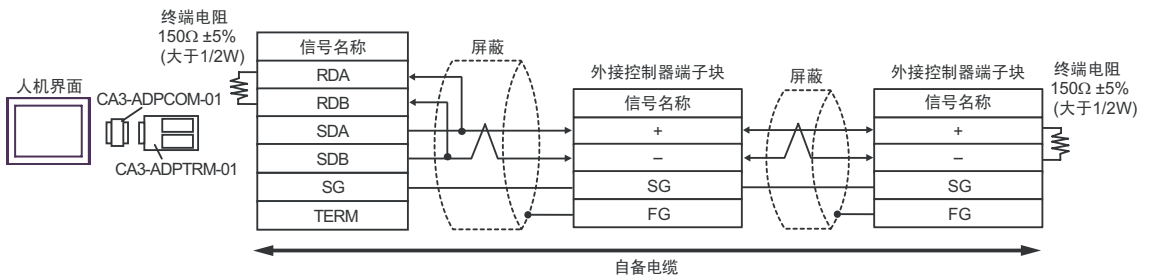 终端电阻
150Ω ±5%
(大于1/2W)
人机界面
CA3-ADPCOM-01
CA3-ADPTRM-01
信号名称
RDA
RDB
SDA
SDB
SG
TERM
屏蔽
外接控制器端子块
信号名称
+
–
SG
FG
屏蔽
外接控制器端子块
信号名称
+
–
SG
FG
终端电阻
150Ω ±5%
(大于1/2W)
自备电缆